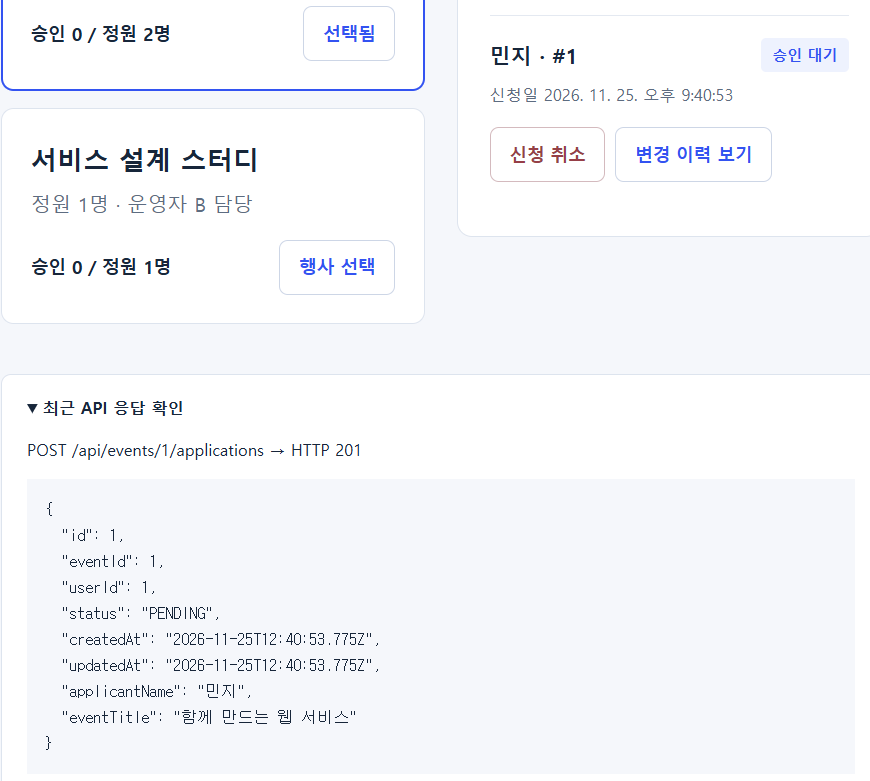 승인 0 / 정원 2명
선택됨
서비스 설계 스터디
정원 1명 · 운영자 B 담당
승인 0 / 정원 1명
행사 선택
민지 · #1
승인 대기
신청일 2026. 11. 25. 오후 9:40:53
신청 취소
변경 이력 보기
▼ 최근 API 응답 확인
POST /api/events/1/applications → HTTP 201
{
  "id": 1,
  "eventId": 1,
  "userId": 1,
  "status": "PENDING",
  "createdAt": "2026-11-25T12:40:53.775Z",
  "updatedAt": "2026-11-25T12:40:53.775Z",
  "applicantName": "민지",
  "eventTitle": "함께 만드는 웹 서비스"
}